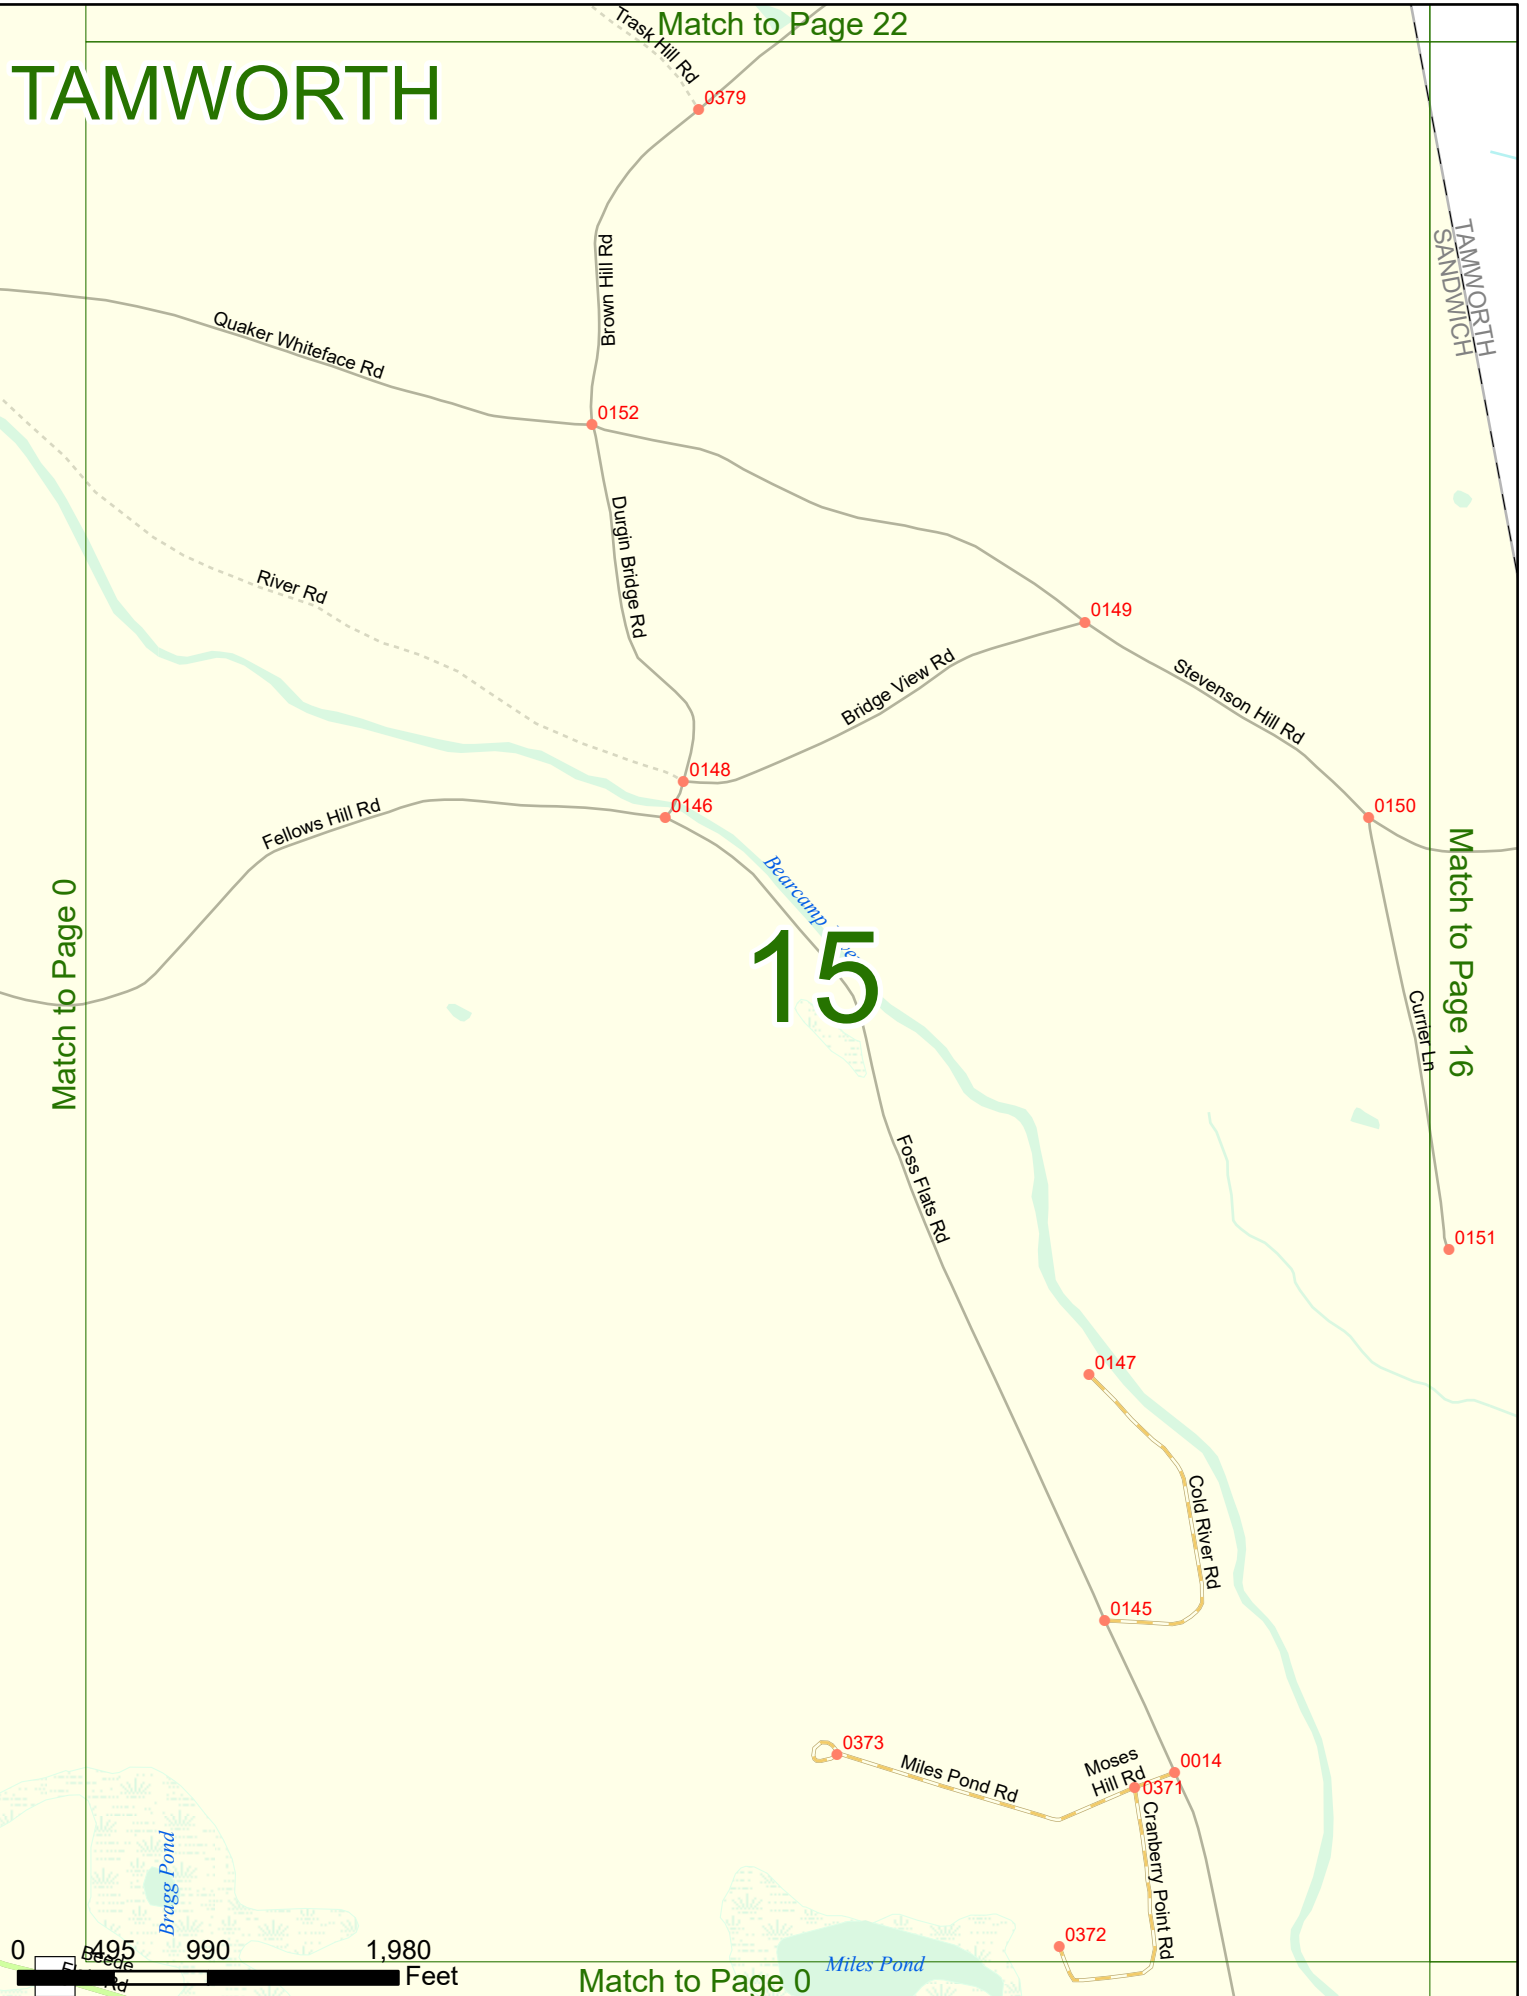 Match to Page 22
Trask Hill Rd
TAMWORTH
0379
TAMWORTH
SANDWICH
Brown Hill Rd
Quaker Whiteface Rd
0152
Durgin Bridge Rd
River Rd
0149
Bridge View Rd
Stevenson Hill Rd
0148
0146
0150
Fellows Hill Rd
Match to Page 0
Match to Page 16
Bearcamp
15
Currier Ln
Foss Flats Rd
0151
0147
Cold River Rd
0145
0373
Miles Pond Rd
Moses
Hill Rd
0014
0371
Cranberry Point Rd
Bragg Pond
0372
Miles Pond
0 495 990 1,980
Feet
Beede
Rd
Match to Page 0